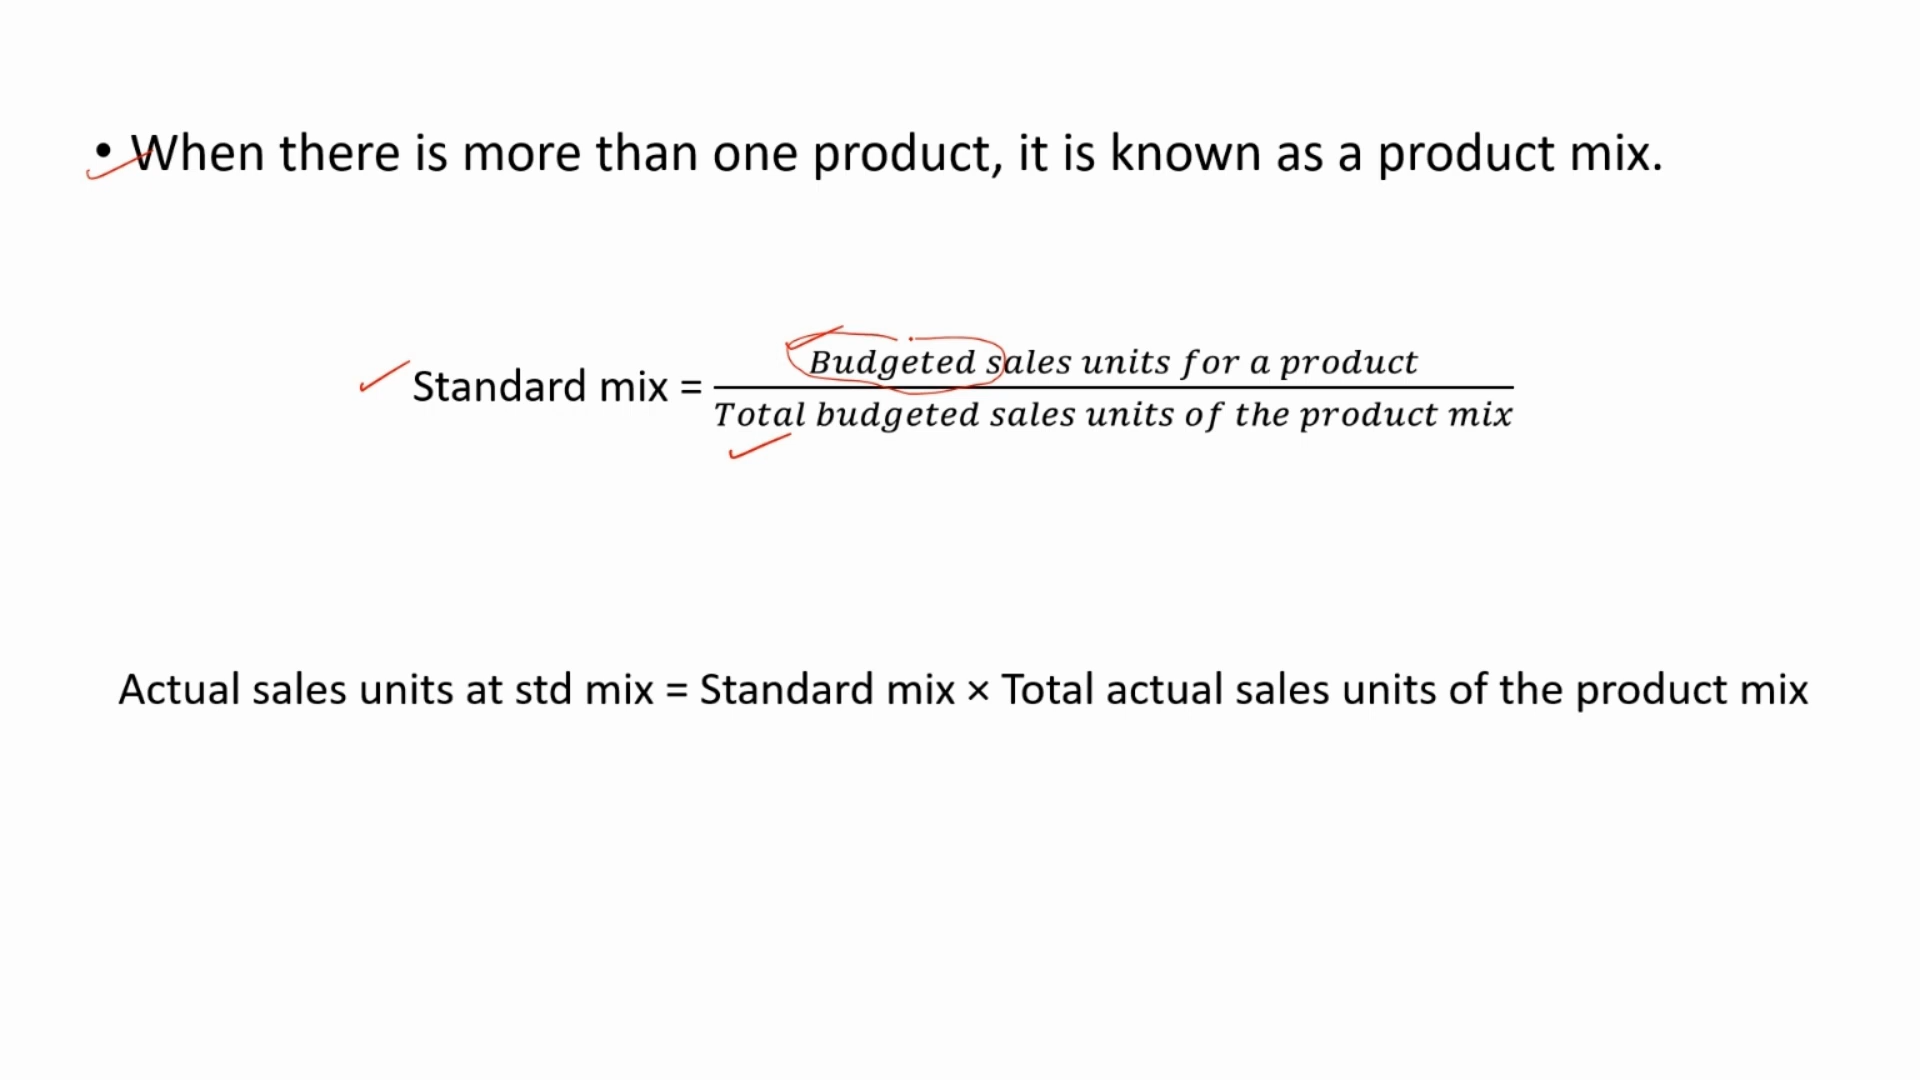 • When there is more than one product, it is known as a product mix.
Budgeted sales units for a product
Standard mix =
Total budgeted sales units of the product mix
Actual sales units at std mix = Standard mix × Total actual sales units of the product mix